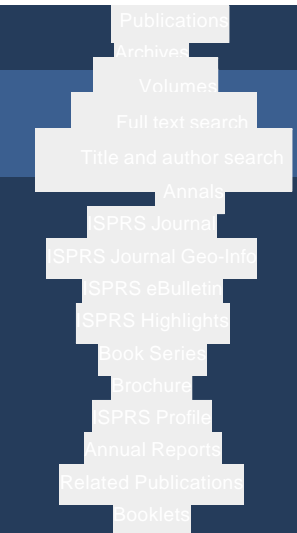 Publications
Archives
Volumes
Full text search
Title and author search
Annals
ISPRS Journal
ISPRS Journal Geo-Info
ISPRS eBulletin
ISPRS Highlights
Book Series
Brochure
ISPRS Profile
Annual Reports
Related Publications
Booklets